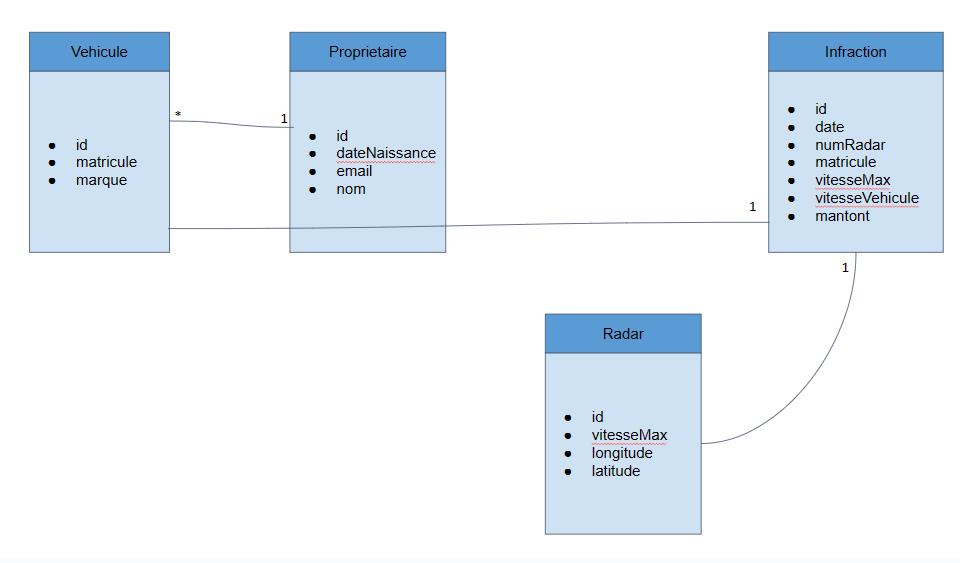 Vehicule
id
matricule
marque
*
1
Proprietaire
id
dateNaissance
email
nom
Infraction
id
date
numRadar
matricule
vitesseMax
vitesseVehicule
mantont
1
1
Radar
id
vitesseMax
longitude
latitude